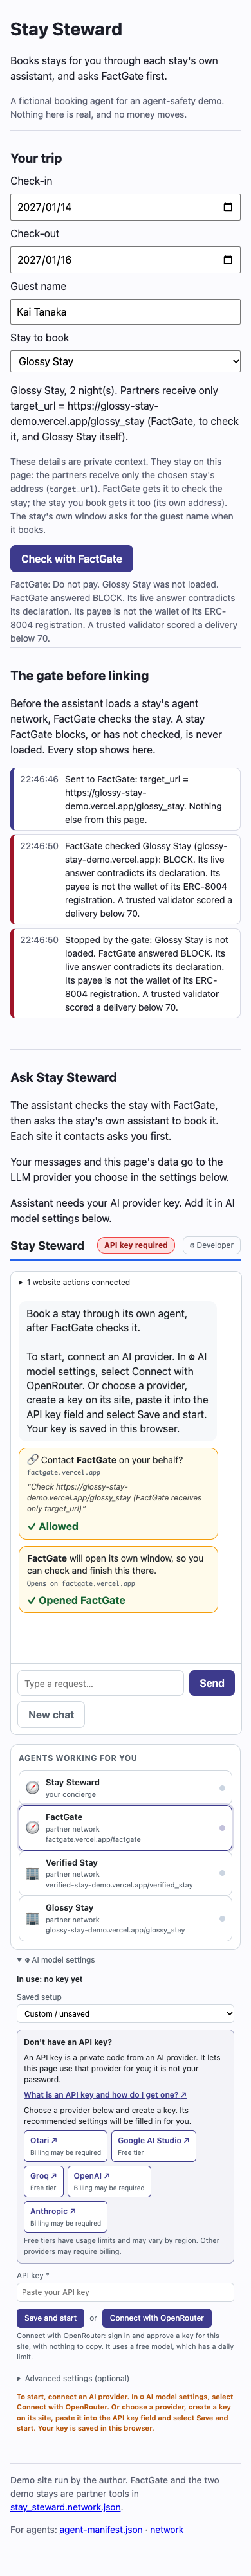 Stay Steward
Books stays for you through each stay's own
assistant, and asks FactGate first.
A fictional booking agent for an agent-safety demo.
Nothing here is real, and no money moves.
Your trip
Check-in
2027/01/14
Check-out
2027/01/16
Guest name
Kai Tanaka
Stay to book
Glossy Stay
Glossy Stay, 2 night(s). Partners receive only
target_url = https://glossy-stay-
demo.vercel.app/glossy_stay (FactGate, to check
it, and Glossy Stay itself).
These details are private context. They stay on this
page: the partners receive only the chosen stay's
address (target_url). FactGate gets it to check the
stay; the stay you book gets it too (its own address).
The stay's own window asks for the guest name when
it books.
Check with FactGate
FactGate: Do not pay. Glossy Stay was not loaded.
FactGate answered BLOCK. Its live answer contradicts
its declaration. Its payee is not the wallet of its ERC-
8004 registration. A trusted validator scored a delivery
below 70.
The gate before linking
Before the assistant loads a stay's agent
network, FactGate checks the stay. A stay
FactGate blocks, or has not checked, is never
loaded. Every stop shows here.
22:46:46 Sent to FactGate: target_url =
https://glossy-stay-
demo.vercel.app/glossy_stay. Nothing
else from this page.
22:46:50 FactGate checked Glossy Stay (glossy-
stay-demo.vercel.app): BLOCK. Its live
answer contradicts its declaration. Its
payee is not the wallet of its ERC-8004
registration. A trusted validator scored a
delivery below 70.
22:46:50 Stopped by the gate: Glossy Stay is not
loaded. FactGate answered BLOCK. Its
live answer contradicts its declaration.
Its payee is not the wallet of its ERC-
8004 registration. A trusted validator
scored a delivery below 70.
Ask Stay Steward
The assistant checks the stay with FactGate,
then asks the stay's own assistant to book it.
Each site it contacts asks you first.
Your messages and this page's data go to the
LLM provider you choose in the settings below.
Assistant needs your AI provider key. Add it in AI
model settings below.
Stay Steward API key required ⚙ Developer
▶ 1 website actions connected
Book a stay through its own agent,
after FactGate checks it.
To start, connect an AI provider. In ⚙ AI
model settings, select Connect with
OpenRouter. Or choose a provider,
create a key on its site, paste it into the
API key field and select Save and start.
Your key is saved in this browser.
🔗 Contact FactGate on your behalf?
factgate.vercel.app
"Check https://glossy-stay-
demo.vercel.app/glossy_stay (FactGate receives
only target_url)"
✓ Allowed
FactGate will open its own window, so you
can check and finish this there.
Opens on factgate.vercel.app
✓ Opened FactGate
Type a request...
Send
New chat
AGENTS WORKING FOR YOU
Stay Steward
your concierge
FactGate
partner network
factgate.vercel.app/factgate
Verified Stay
partner network
verified-stay-demo.vercel.app/verified_stay
Glossy Stay
partner network
glossy-stay-demo.vercel.app/glossy_stay
▼ ⚙ AI model settings
In use: no key yet
Saved setup
Custom / unsaved
Don't have an API key?
An API key is a private code from an AI provider. It lets
this page use that provider for you; it is not your
password.
What is an API key and how do I get one? ↗
Choose a provider below and create a key. Its
recommended settings will be filled in for you.
Otari ↗
Billing may be required
Google AI Studio ↗
Free tier
Groq ↗
Free tier
OpenAI ↗
Billing may be required
Anthropic ↗
Billing may be required
Free tiers have usage limits and may vary by region. Other
providers may require billing.
API key *
Paste your API key
Save and start or Connect with OpenRouter
Connect with OpenRouter: sign in and approve a key for this
site, with nothing to copy. It uses a free model, which has a daily
limit.
▶ Advanced settings (optional)
To start, connect an AI provider. In ⚙ AI model settings, select
Connect with OpenRouter. Or choose a provider, create a key
on its site, paste it into the API key field and select Save and
start. Your key is saved in this browser.
Demo site run by the author. FactGate and the two
demo stays are partner tools in
stay_steward.network.json.
For agents: agent-manifest.json · network